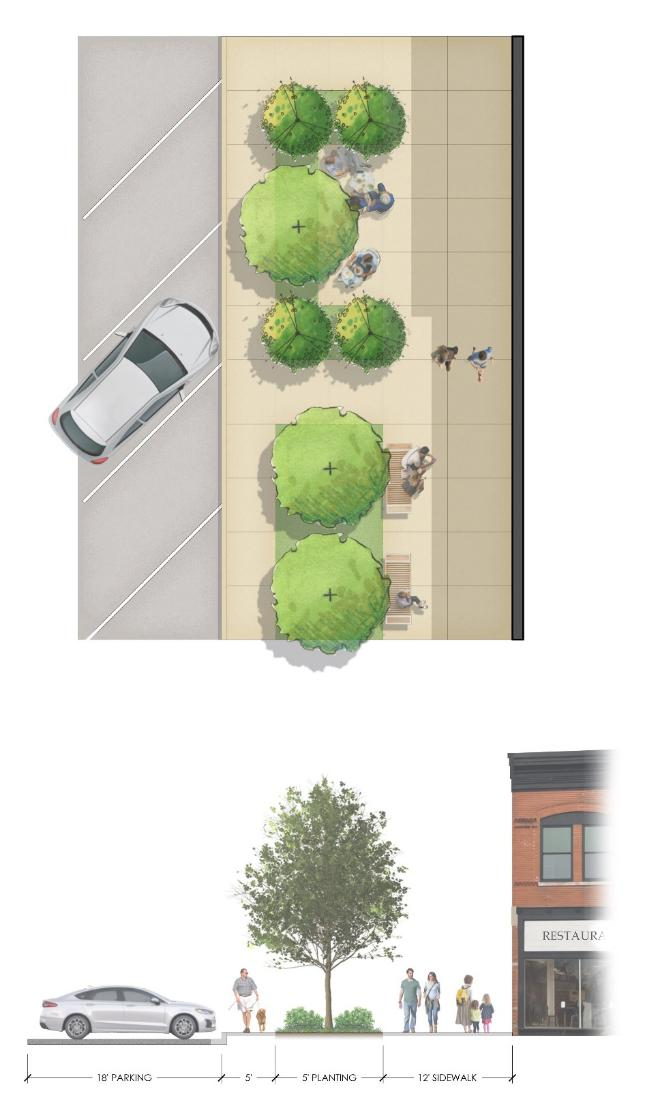 RESTAURA
18' PARKING
5'
5' PLANTING
12' SIDEWALK